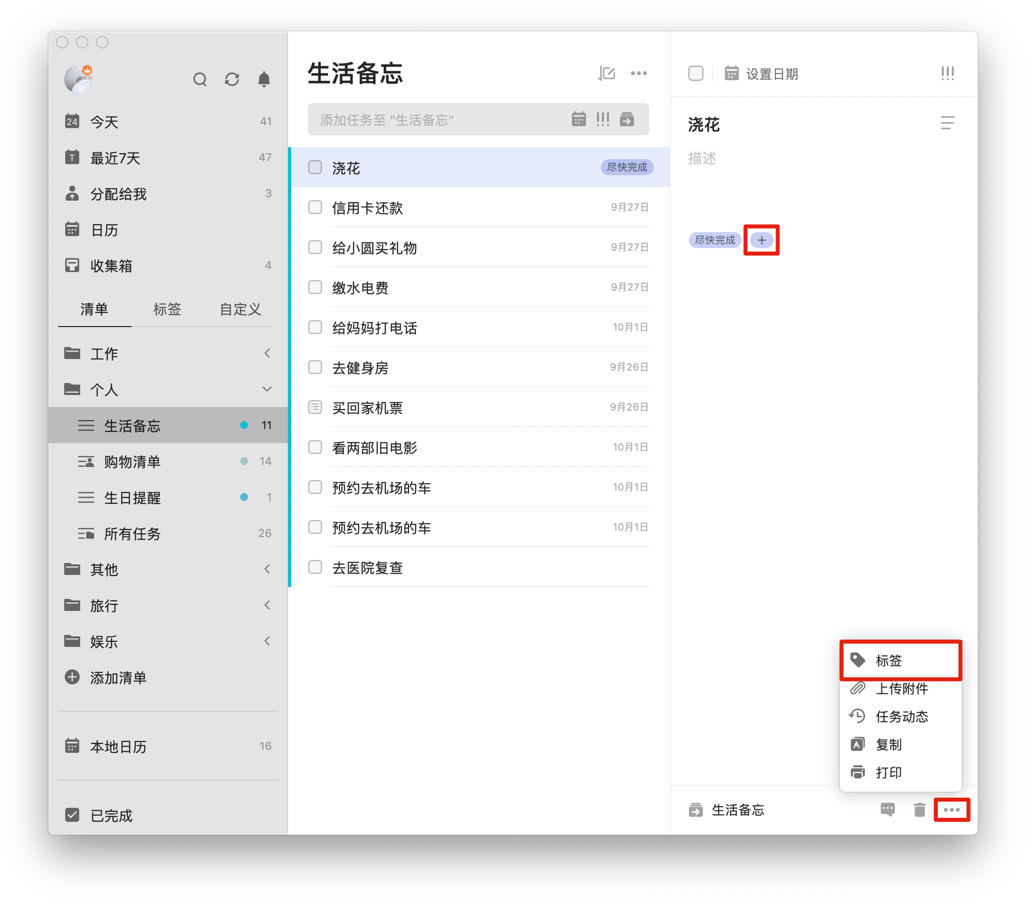 24 今天 41
T 最近7天 47
分配给我 3
日历
收集箱 4
清单 标签 自定义
工作
个人
生活备忘 11
购物清单 14
生日提醒 1
所有任务 26
其他
旅行
娱乐
添加清单
本地日历 16
已完成
生活备忘
添加任务至 "生活备忘"
浇花 尽快完成
信用卡还款 9月27日
给小圆买礼物 9月27日
缴水电费 9月27日
给妈妈打电话 10月1日
去健身房 9月26日
买回家机票 9月26日
看两部旧电影 10月1日
预约去机场的车 10月1日
预约去机场的车 10月1日
去医院复查
设置日期
浇花
描述
尽快完成 +
标签
上传附件
任务动态
A 复制
打印
生活备忘